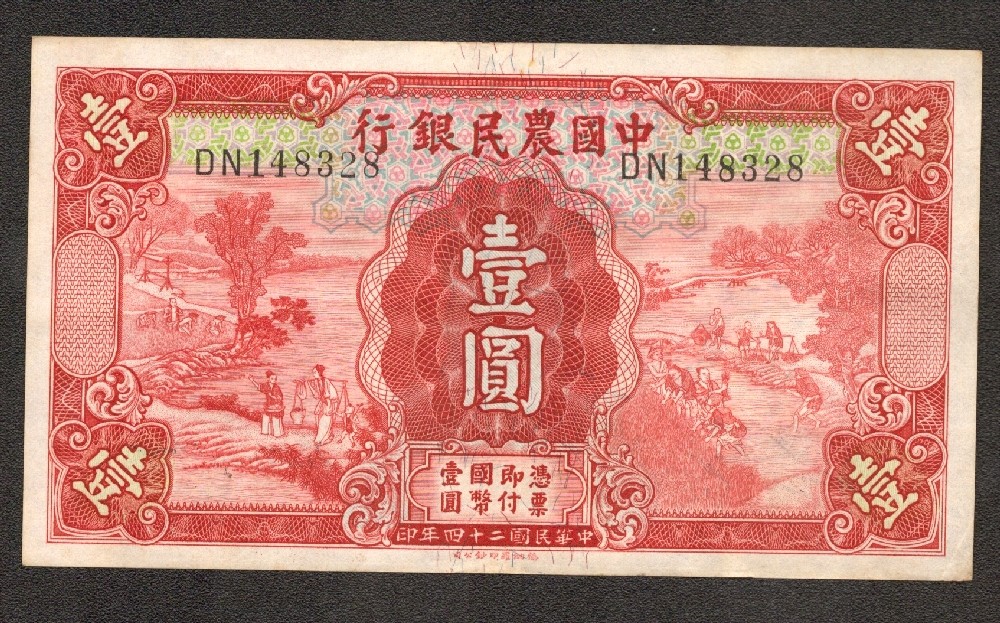 壹
中國農民銀行
壹
DN148328
DN148328
壹圓
憑票
即付
國幣
壹圓
壹
壹
中華民國二十四年印